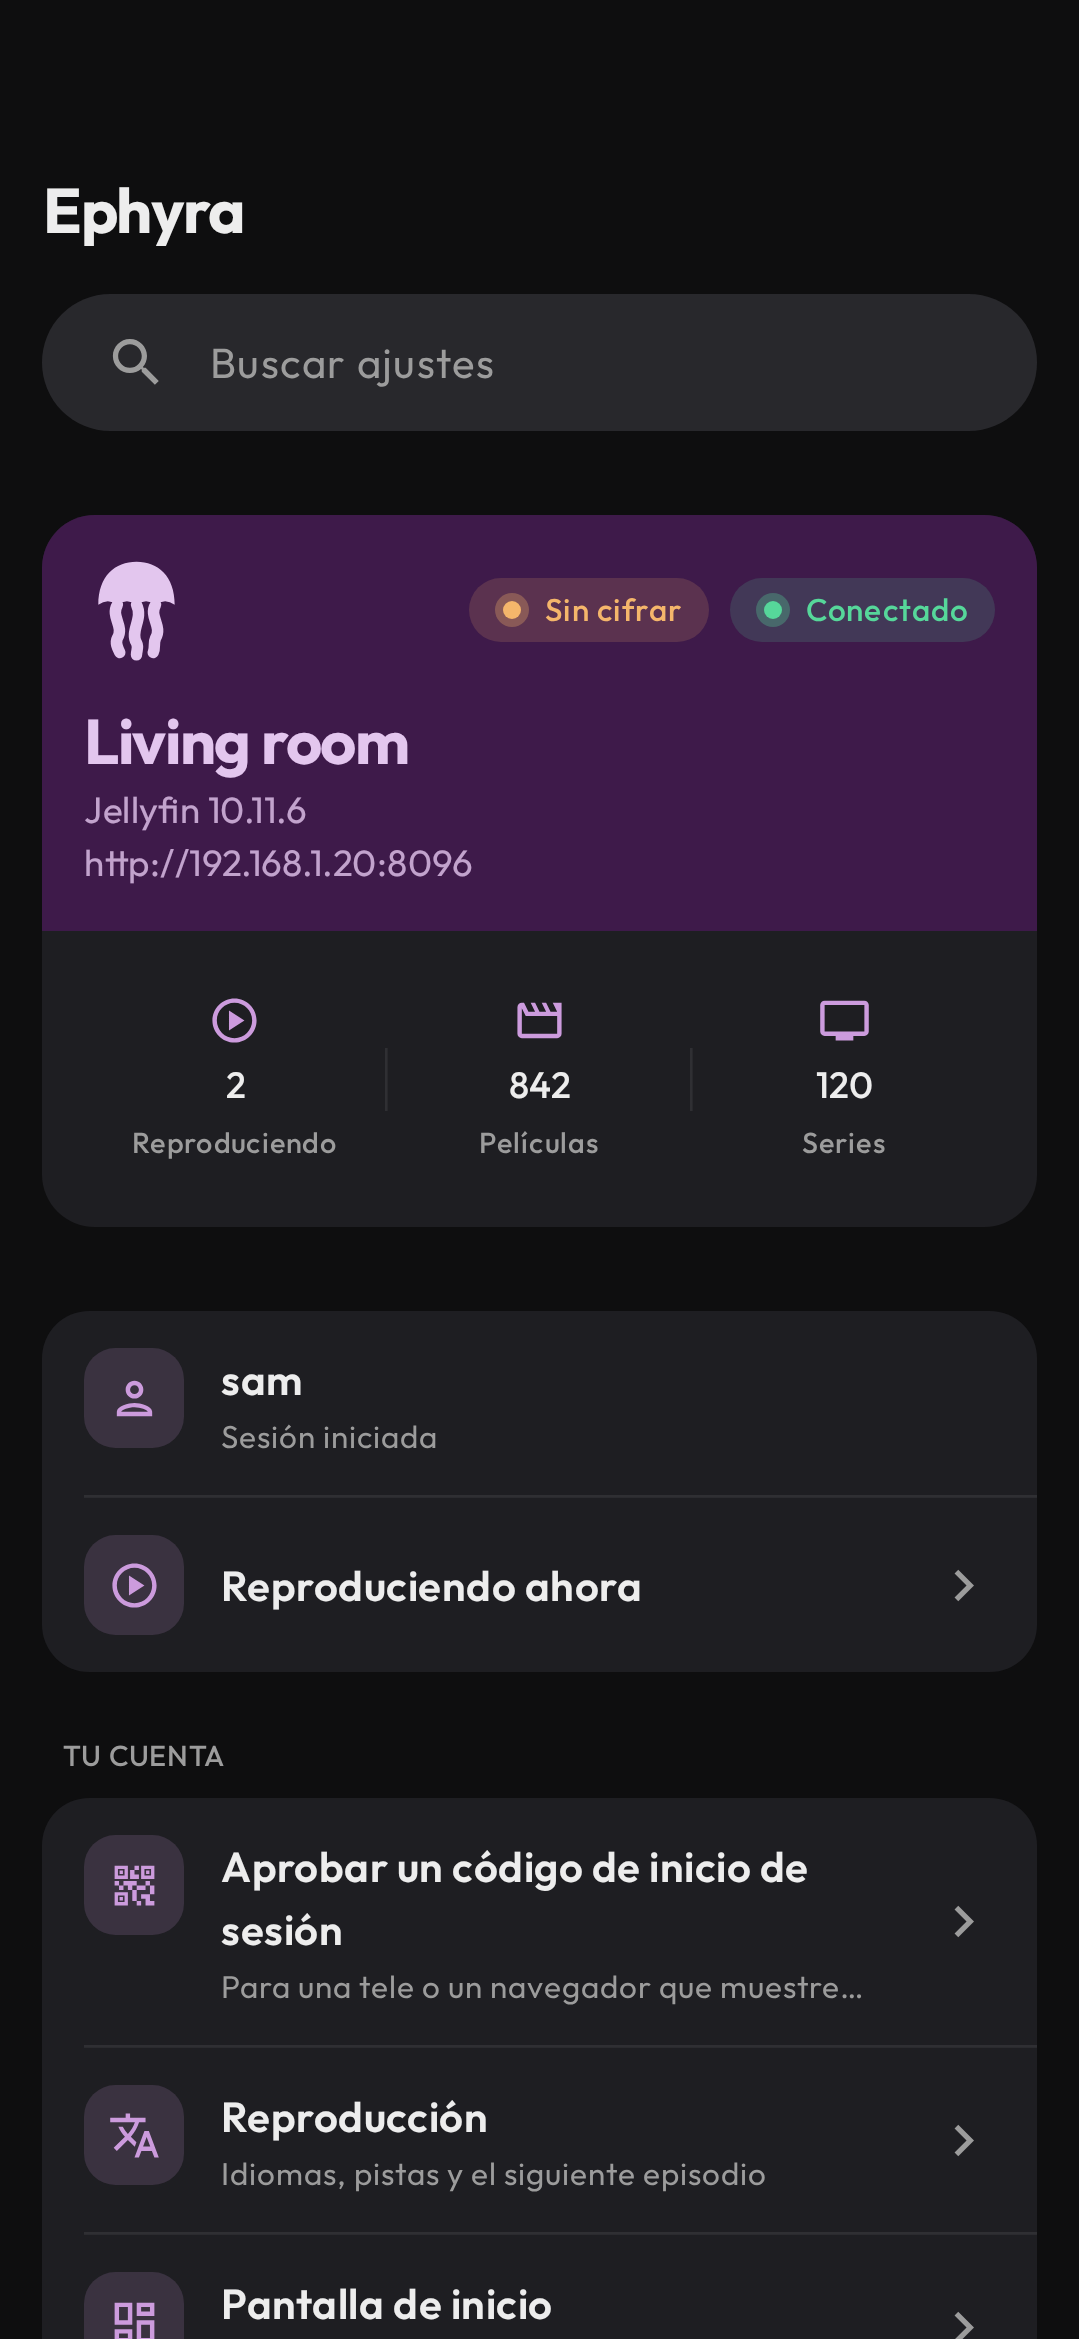 Ephyra
Buscar ajustes
Sin cifrar
Conectado
Living room
Jellyfin 10.11.6
http://192.168.1.20:8096
2
842
120
Reproduciendo
Películas
Series
sam
Sesión iniciada
Reproduciendo ahora
TU CUENTA
Aprobar un código de inicio de
sesión
Para una tele o un navegador que muestre...
Reproducción
Idiomas, pistas y el siguiente episodio
Pantalla de inicio